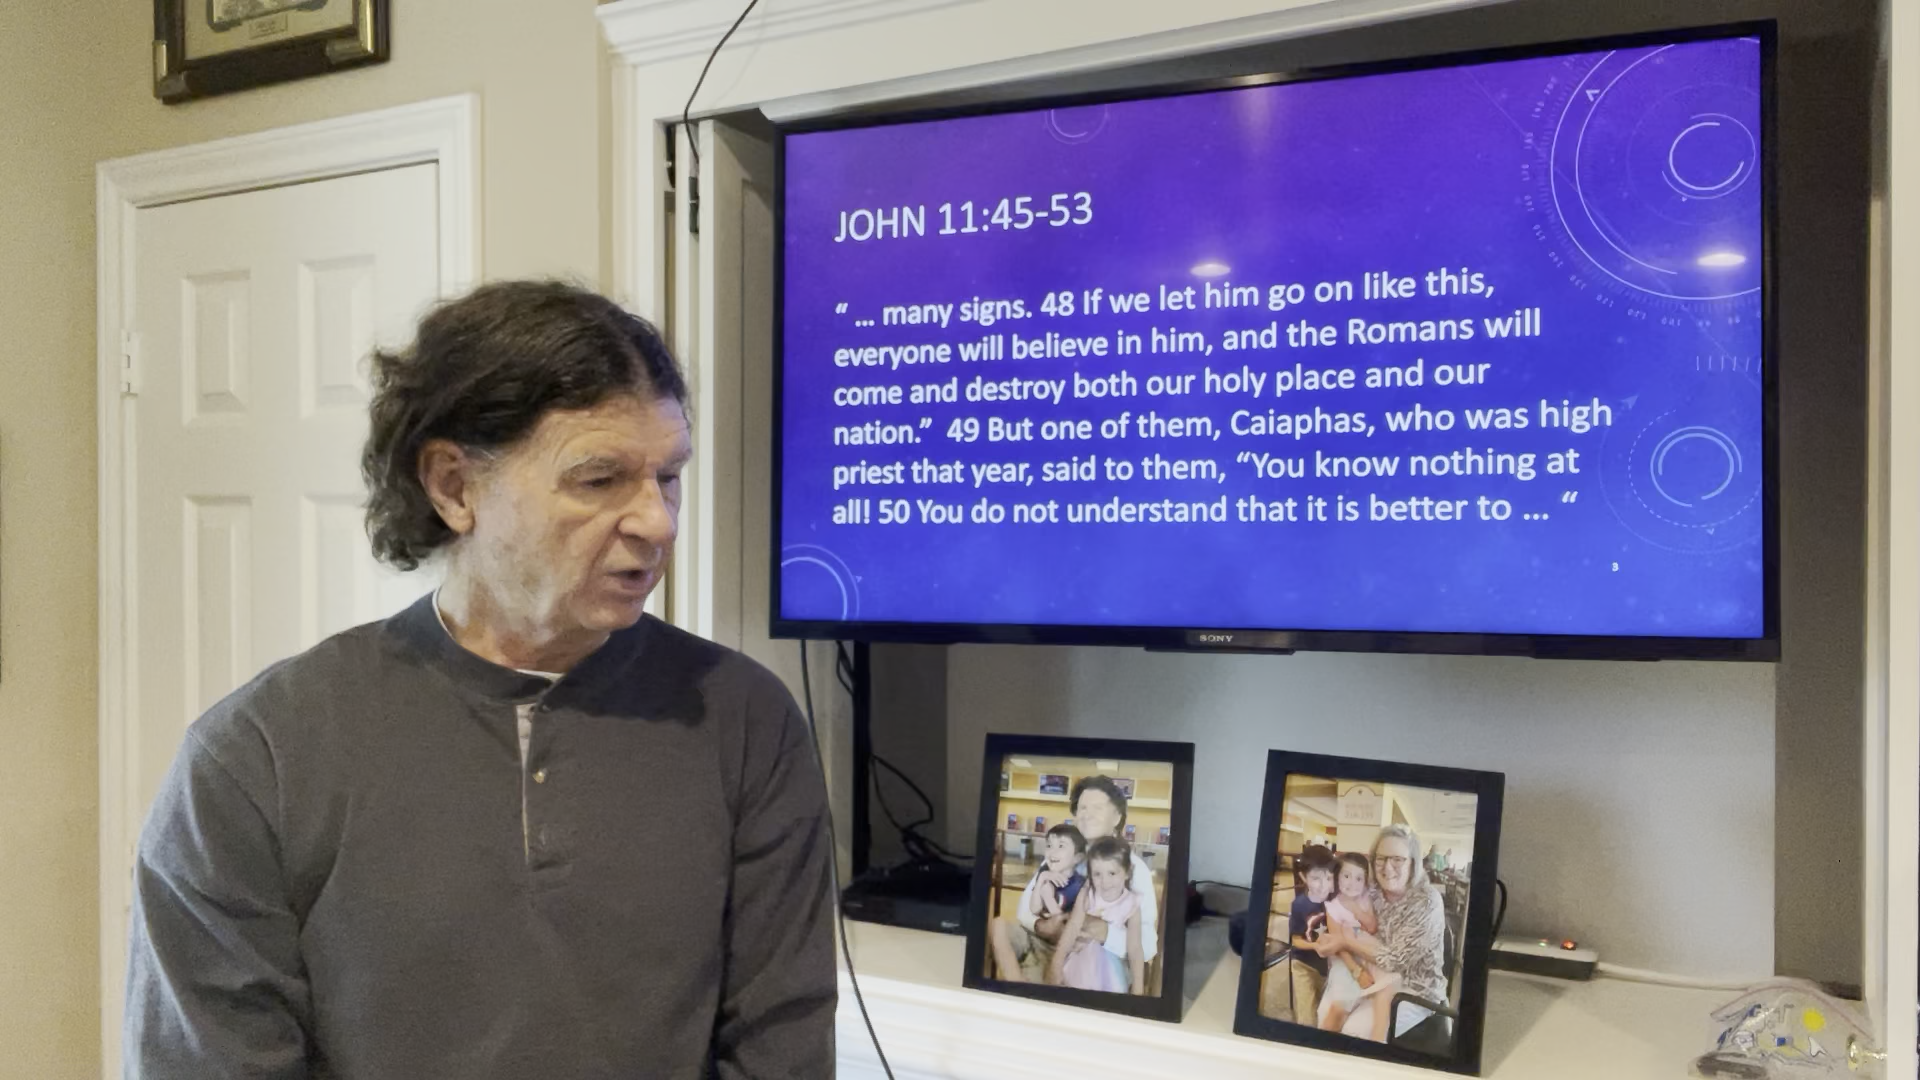 JOHN 11:45-53
“ ... many signs. 48 If we let him go on like this,
everyone will believe in him, and the Romans will
come and destroy both our holy place and our
nation.” 49 But one of them, Caiaphas, who was high
priest that year, said to them, “You know nothing at
all! 50 You do not understand that it is better to ... “
3
SONY